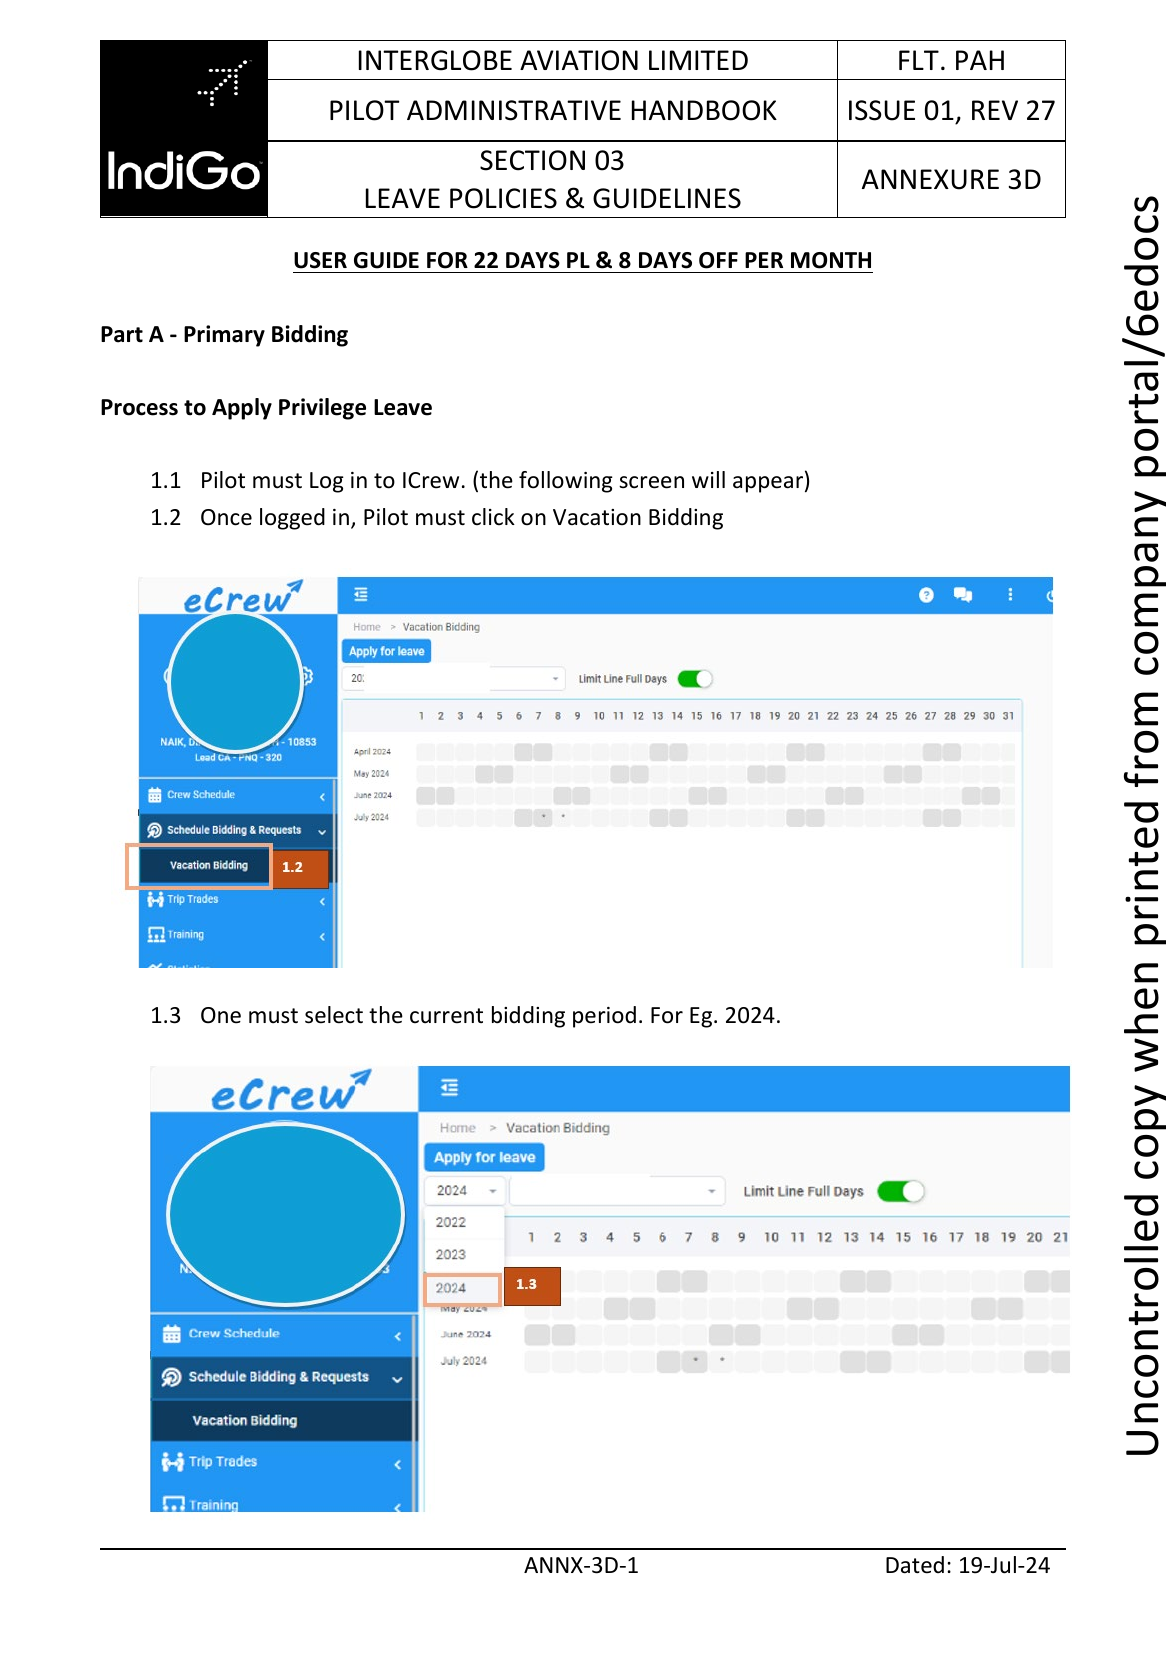 INTERGLOBE AVIATION LIMITED
FLT. PAH
PILOT ADMINISTRATIVE HANDBOOK
ISSUE 01, REV 27
IndiGo
SECTION 03
LEAVE POLICIES & GUIDELINES
ANNEXURE 3D
USER GUIDE FOR 22 DAYS PL & 8 DAYS OFF PER MONTH
Part A - Primary Bidding
Process to Apply Privilege Leave
1.1 Pilot must Log in to ICrew. (the following screen will appear)
1.2 Once logged in, Pilot must click on Vacation Bidding
eCrew
Home > Vacation Bidding
Apply for leave
Limit Line Full Days
1 2 3 4 5 6 7 8 9 10 11 12 13 14 15 16 17 18 19 20 21 22 23 24 25 26 27 28 29 30 31
NAIK, - 10853
Lead CA - PNQ - 320
April 2024
May 2024
June 2024
July 2024
Crew Schedule
Schedule Bidding & Requests
Vacation Bidding
1.2
Trip Trades
Training
1.3 One must select the current bidding period. For Eg. 2024.
eCrew
Home > Vacation Bidding
Apply for leave
2024
Limit Line Full Days
2022
2023
2024
1.3
1 2 3 4 5 6 7 8 9 10 11 12 13 14 15 16 17 18 19 20 21
May 2024
June 2024
July 2024
Crew Schedule
Schedule Bidding & Requests
Vacation Bidding
Trip Trades
Training
ANNX-3D-1
Dated: 19-Jul-24
Uncontrolled copy when printed from company portal/6edocs